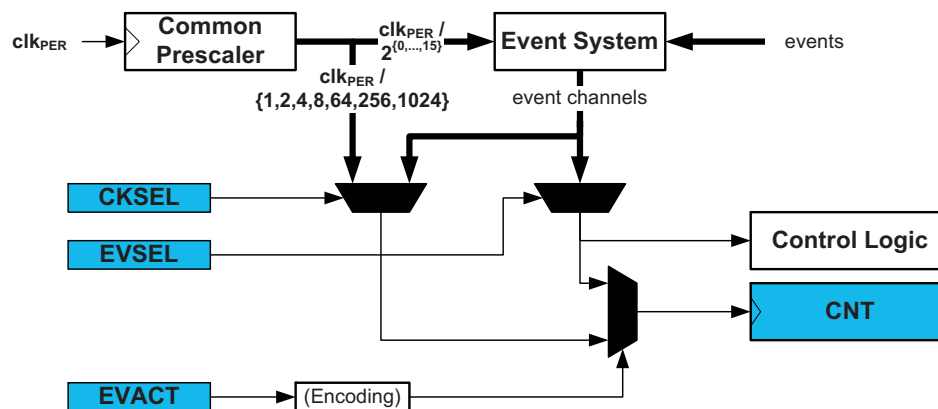 clkPER
Common
Prescaler
clkPER /
2{0,...,15}
Event System
events
clkPER /
{1,2,4,8,64,256,1024}
event channels
CKSEL
EVSEL
Control Logic
CNT
EVACT
(Encoding)